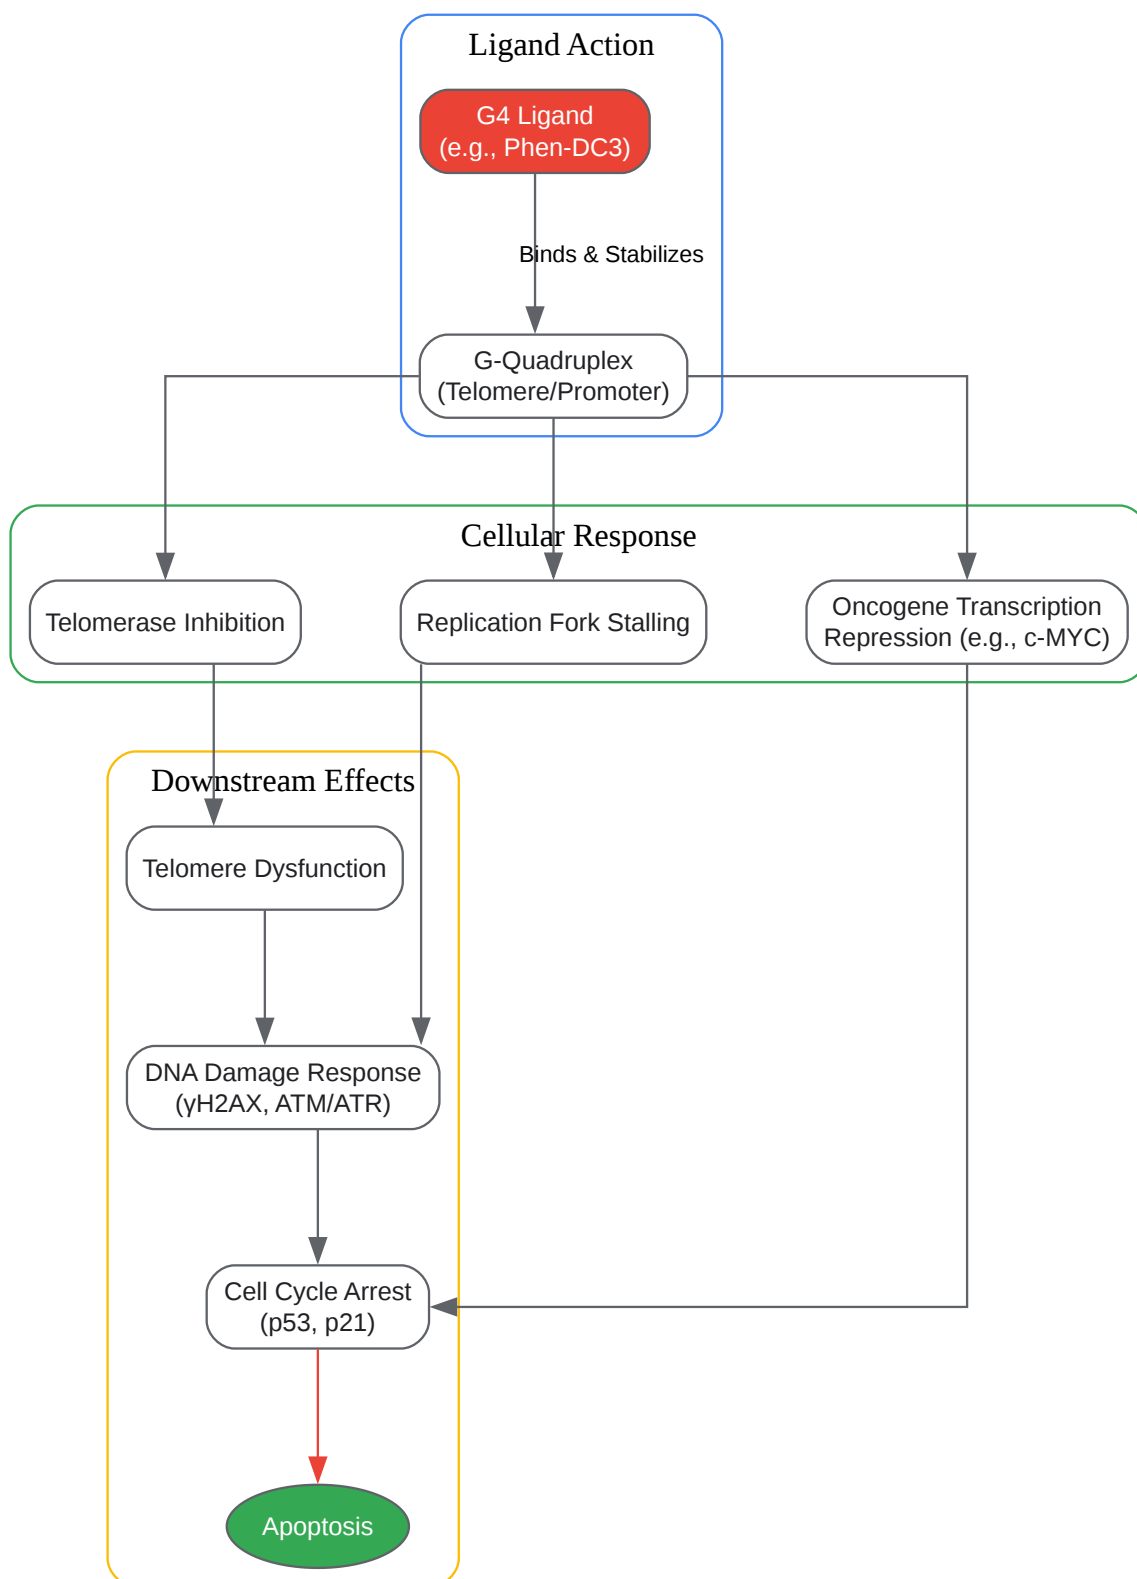 Ligand Action
G4 Ligand
(e.g., Phen-DC3)
Binds & Stabilizes
G-Quadruplex
(Telomere/Promoter)
Cellular Response
Telomerase Inhibition
Replication Fork Stalling
Oncogene Transcription
Repression (e.g., c-MYC)
Downstream Effects
Telomere Dysfunction
DNA Damage Response
(γH2AX, ATM/ATR)
Cell Cycle Arrest
(p53, p21)
Apoptosis